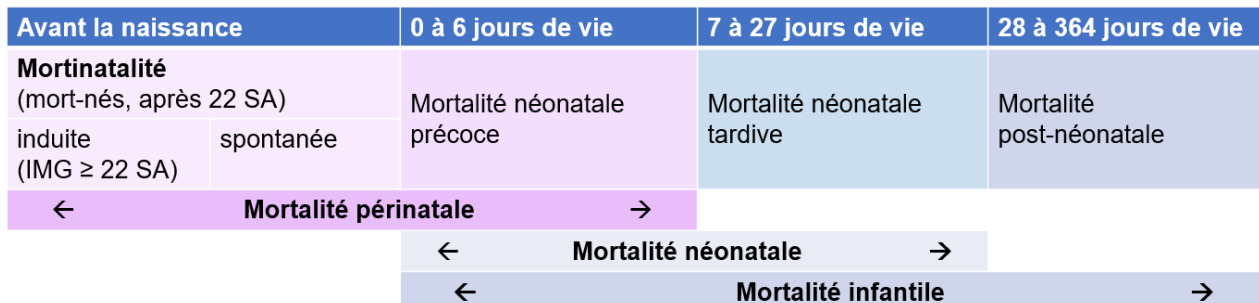 Avant la naissance
0 à 6 jours de vie
7 à 27 jours de vie
28 à 364 jours de vie
Mortinatalité
(mort-nés, après 22 SA)
induite
(IMG ≥ 22 SA)
spontanée
Mortalité néonatale
précoce
Mortalité néonatale
tardive
Mortalité
post-néonatale
← Mortalité périnatale →
← Mortalité néonatale →
← Mortalité infantile →